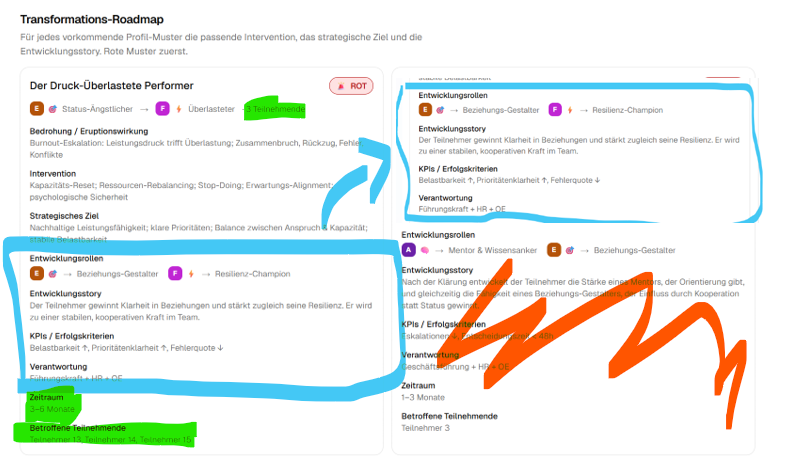 Transformations-Roadmap
Für jedes vorkommende Profil-Muster die passende Intervention, das strategische Ziel und die
Entwicklungsstory. Rote Muster zuerst.
Der Druck-Überlastete Performer
ROT
E → Status-Ängstlicher → F Überlasteter · 3 Teilnehmende
Bedrohung / Eruptionswirkung
Burnout-Eskalation: Leistungsdruck trifft Überlastung; Zusammenbruch, Rückzug, Fehler,
Konflikte
Intervention
Kapazitäts-Reset; Ressourcen-Rebalancing; Stop-Doing; Erwartungs-Alignment;
psychologische Sicherheit
Strategisches Ziel
Nachhaltige Leistungsfähigkeit; klare Prioritäten; Balance zwischen Anspruch & Kapazität;
stabile Belastbarkeit
Entwicklungsrollen
E → Beziehungs-Gestalter F → Resilienz-Champion
Entwicklungsstory
Der Teilnehmer gewinnt Klarheit in Beziehungen und stärkt zugleich seine Resilienz. Er wird
zu einer stabilen, kooperativen Kraft im Team.
KPIs / Erfolgskriterien
Belastbarkeit ↑, Prioritätenklarheit ↑, Fehlerquote ↓
Verantwortung
Führungskraft + HR + OE
Zeitraum
3–6 Monate
Betroffene Teilnehmende
Teilnehmer 13, Teilnehmer 14, Teilnehmer 15
stabile Belastbarkeit
Entwicklungsrollen
E → Beziehungs-Gestalter F → Resilienz-Champion
Entwicklungsstory
Der Teilnehmer gewinnt Klarheit in Beziehungen und stärkt zugleich seine Resilienz. Er wird
zu einer stabilen, kooperativen Kraft im Team.
KPIs / Erfolgskriterien
Belastbarkeit ↑, Prioritätenklarheit ↑, Fehlerquote ↓
Verantwortung
Führungskraft + HR + OE
Entwicklungsrollen
A → Mentor & Wissensanker E → Beziehungs-Gestalter
Entwicklungsstory
Nach der Klärung entwickelt der Teilnehmer die Stärke eines Mentors, der Orientierung gibt,
und gleichzeitig die Fähigkeit eines Beziehungs-Gestalters, der Einfluss durch Kooperation
statt Status gewinnt.
KPIs / Erfolgskriterien
Eskalationen ↓, Entscheidungszeit < 48h
Verantwortung
Geschäftsführung + HR + OE
Zeitraum
1–3 Monate
Betroffene Teilnehmende
Teilnehmer 3